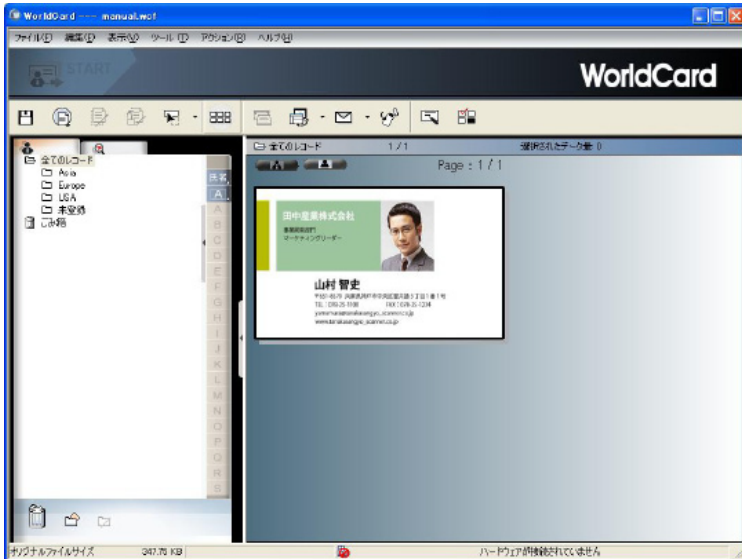 WorldCard --- manual.wcf
ファイル(F) 編集(D) 表示(V) ツール(T) アクション(R) ヘルプ(H)
START
WorldCard
全てのレコード 1 / 1 選択されたデータ量: 0
Page : 1 / 1
全てのレコード
Asia
Europe
USA
未登録
ごみ箱
氏名
A
A
B
C
D
E
F
G
H
I
J
K
L
M
N
O
P
Q
R
S
田中産業株式会社
マーケティングリーダー
山村 智史
オリジナルファイルサイズ 347.76 KB ハードウェアが接続されていません